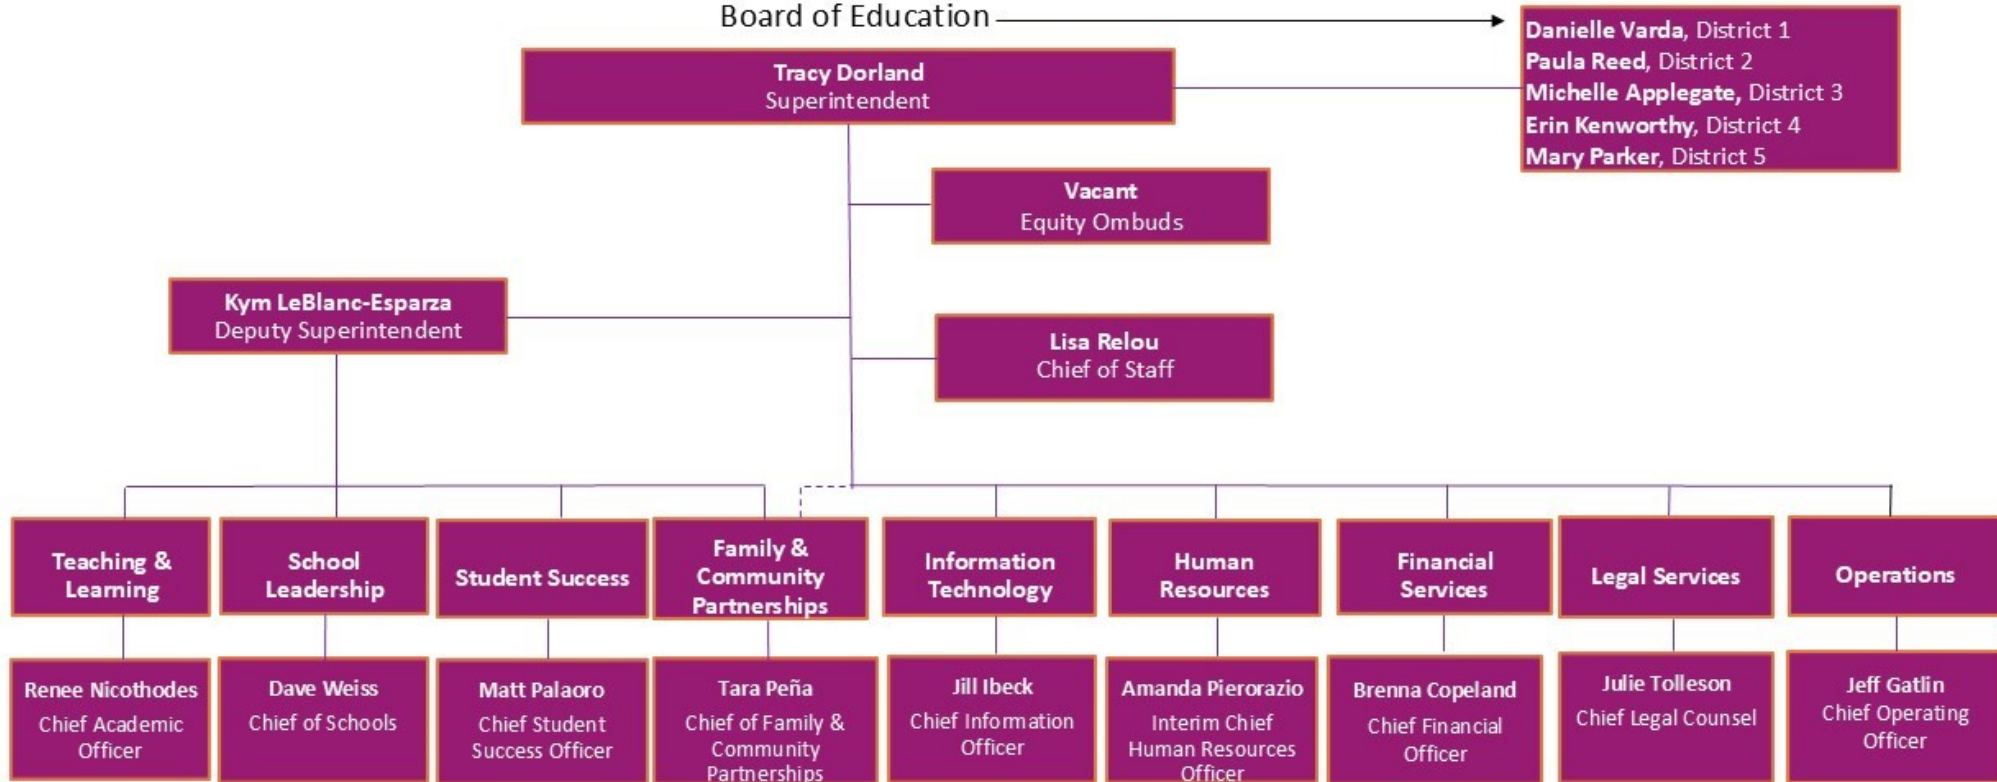 Board of Education
Danielle Varda, District 1
Paula Reed, District 2
Michelle Applegate, District 3
Erin Kenworthy, District 4
Mary Parker, District 5
Tracy Dorland
Superintendent
Vacant
Equity Ombuds
Kym LeBlanc-Esparza
Deputy Superintendent
Lisa Relou
Chief of Staff
Teaching &
Learning
School
Leadership
Student Success
Family &
Community
Partnerships
Information
Technology
Human
Resources
Financial
Services
Legal Services
Operations
Renee Nicothodes
Chief Academic
Officer
Dave Weiss
Chief of Schools
Matt Palaoro
Chief Student
Success Officer
Tara Peña
Chief of Family &
Community
Partnerships
Jill Ibeck
Chief Information
Officer
Amanda Pierorazio
Interim Chief
Human Resources
Officer
Brenna Copeland
Chief Financial
Officer
Julie Tolleson
Chief Legal Counsel
Jeff Gatlin
Chief Operating
Officer